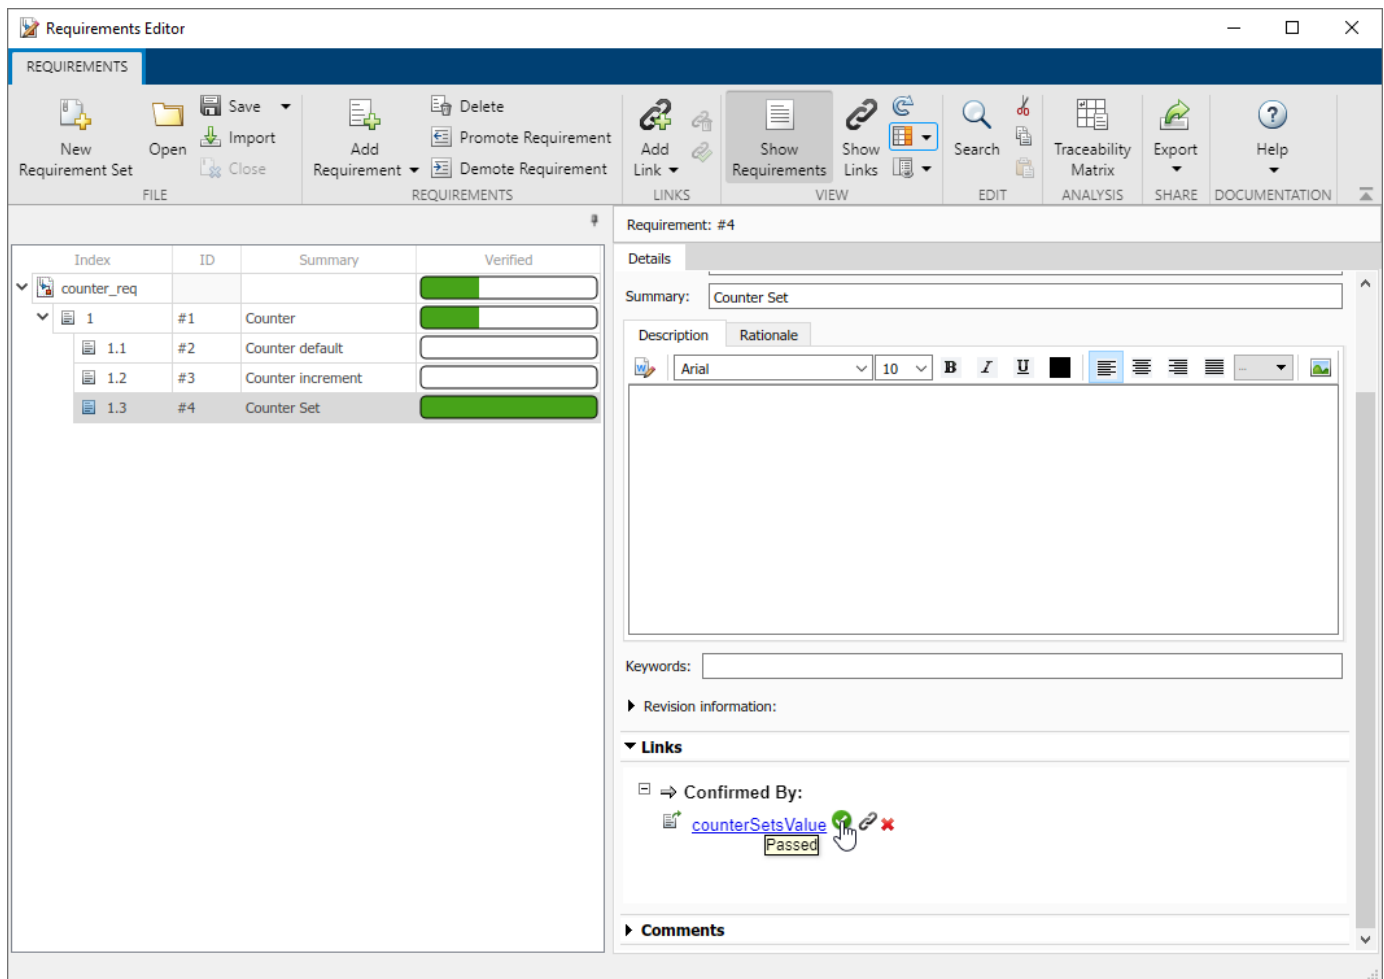 Requirements Editor
REQUIREMENTS
New
Requirement Set
Open
Save
Import
Close
FILE
Add
Requirement
Delete
Promote Requirement
Demote Requirement
REQUIREMENTS
Add
Link
LINKS
Show
Requirements
Show
Links
VIEW
Search
EDIT
Traceability
Matrix
ANALYSIS
Export
SHARE
Help
DOCUMENTATION
Index ID Summary Verified
counter_req
1 #1 Counter
1.1 #2 Counter default
1.2 #3 Counter increment
1.3 #4 Counter Set
Requirement: #4
Details
Summary: Counter Set
Description Rationale
Arial 10 B I U
Keywords:
Revision information:
Links
Confirmed By:
counterSetsValue
Passed
Comments